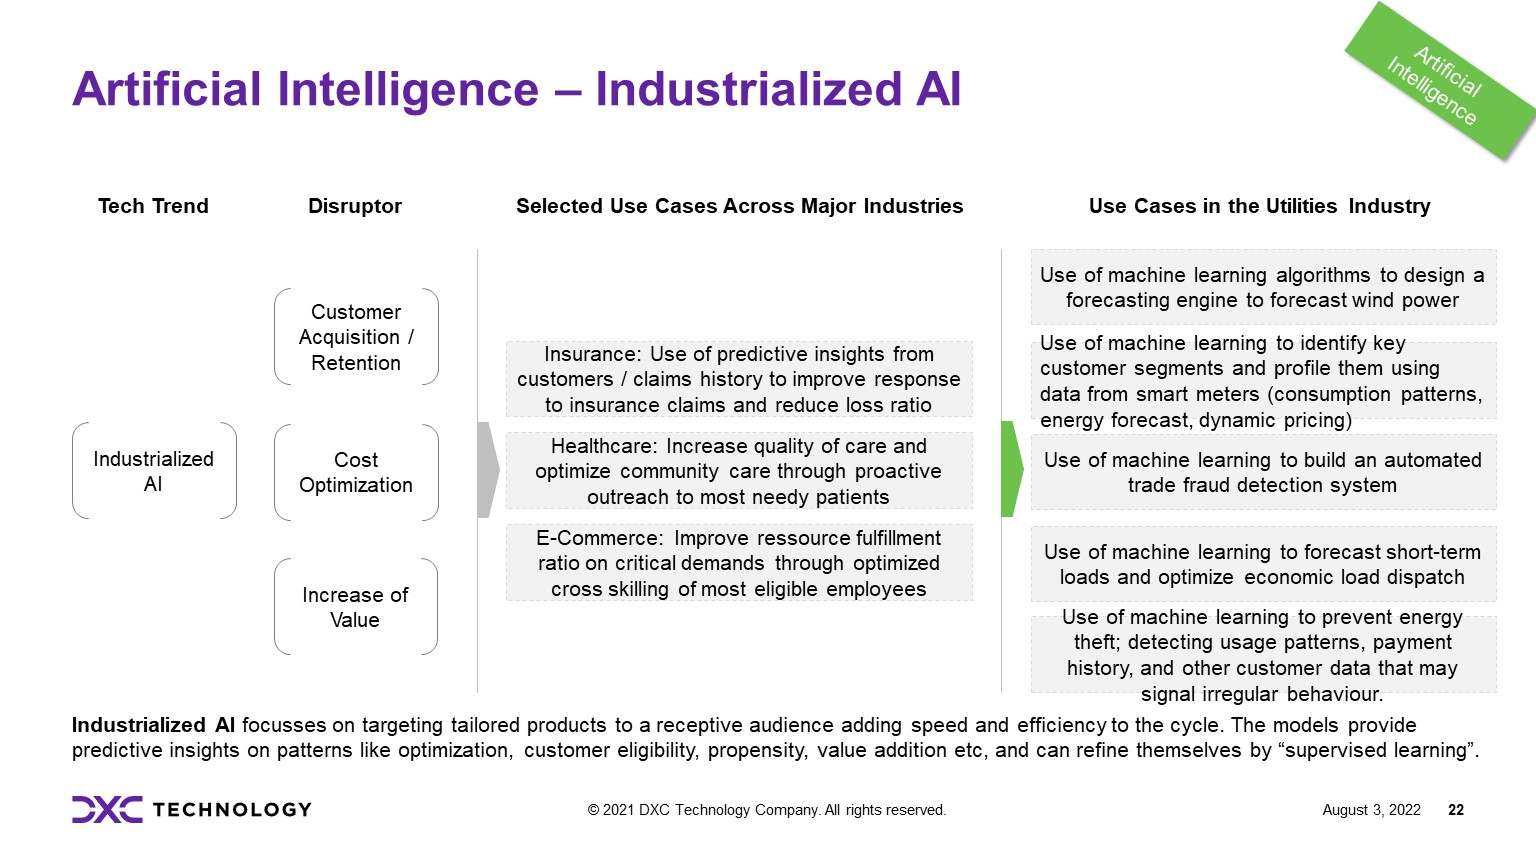 Artificial Intelligence – Industrialized AI
Artificial
Intelligence
Tech Trend
Disruptor
Selected Use Cases Across Major Industries
Use Cases in the Utilities Industry
Industrialized
AI
Customer
Acquisition /
Retention
Cost
Optimization
Increase of
Value
Insurance: Use of predictive insights from
customers / claims history to improve response
to insurance claims and reduce loss ratio
Healthcare: Increase quality of care and
optimize community care through proactive
outreach to most needy patients
E-Commerce: Improve ressource fulfillment
ratio on critical demands through optimized
cross skilling of most eligible employees
Use of machine learning algorithms to design a
forecasting engine to forecast wind power
Use of machine learning to identify key
customer segments and profile them using
data from smart meters (consumption patterns,
energy forecast, dynamic pricing)
Use of machine learning to build an automated
trade fraud detection system
Use of machine learning to forecast short-term
loads and optimize economic load dispatch
Use of machine learning to prevent energy
theft; detecting usage patterns, payment
history, and other customer data that may
signal irregular behaviour.
Industrialized AI focusses on targeting tailored products to a receptive audience adding speed and efficiency to the cycle. The models provide
predictive insights on patterns like optimization, customer eligibility, propensity, value addition etc, and can refine themselves by “supervised learning”.
DXC TECHNOLOGY
© 2021 DXC Technology Company. All rights reserved.
August 3, 2022
22